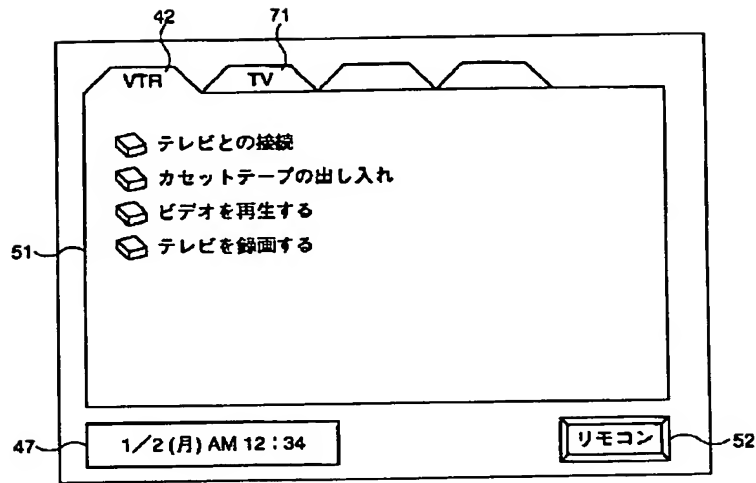 42 71
VTR TV
テレビとの接続
カセットテープの出し入れ
ビデオを再生する
51
テレビを録画する
47 1/2(月)AM 12:34 リモコン 52